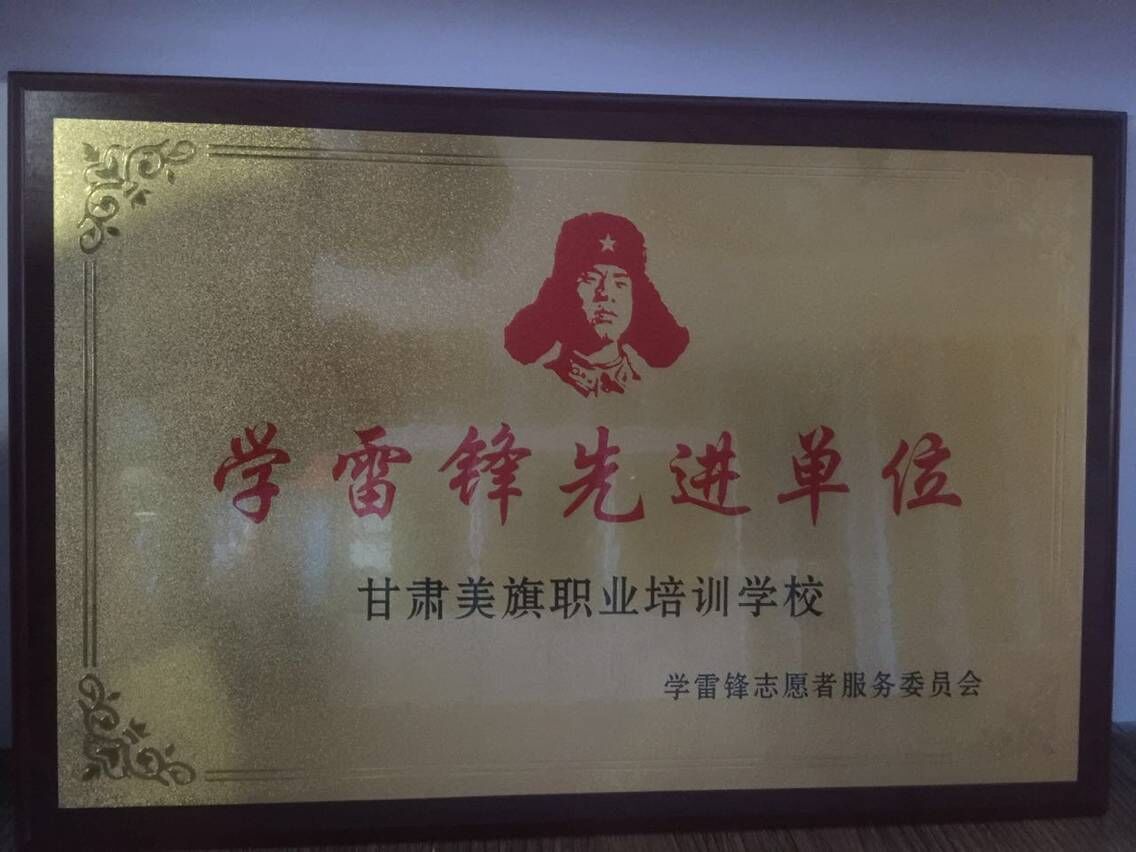 学雷锋先进单位
甘肃美旗职业培训学校
学雷锋志愿者服务委员会